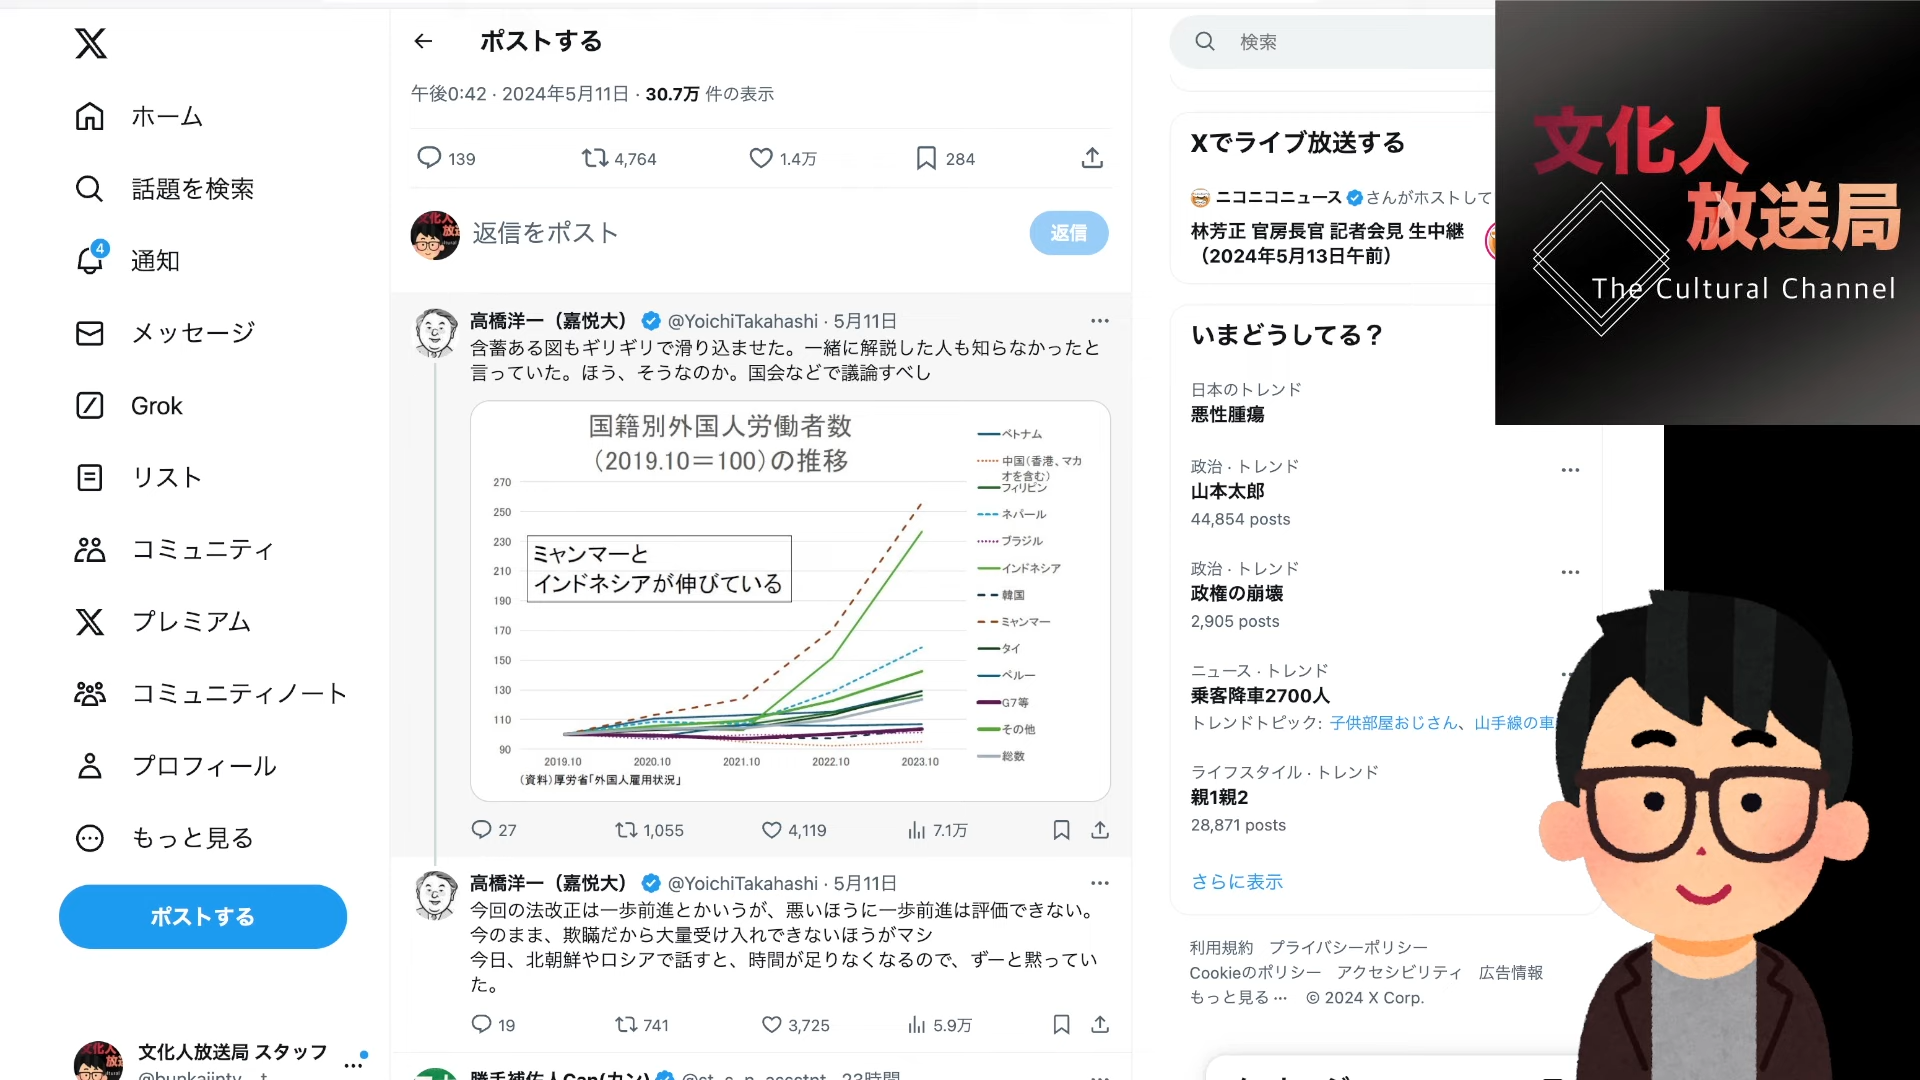 ホーム
話題を検索
4
通知
メッセージ
Grok
リスト
コミュニティ
プレミアム
コミュニティノート
プロフィール
もっと見る
ポストする
文化人放送局 スタッフ
ポストする
午後0:42 · 2024年5月11日 · 30.7万 件の表示
139
4,764
1.4万
284
返信をポスト
返信
高橋洋一（嘉悦大） @YoichiTakahashi · 5月11日
含蓄ある図もギリギリで滑り込ませた。一緒に解説した人も知らなかったと
言っていた。ほう、そうなのか。国会などで議論すべし
国籍別外国人労働者数
（2019.10＝100）の推移
270
250
230
210
190
170
150
130
110
90
ミャンマーと
インドネシアが伸びている
2019.10
2020.10
2021.10
2022.10
2023.10
（資料）厚労省「外国人雇用状況」
ベトナム
中国（香港、マカ
オを含む）
フィリピン
ネパール
ブラジル
インドネシア
韓国
ミャンマー
タイ
ペルー
G7等
その他
総数
27
1,055
4,119
7.1万
高橋洋一（嘉悦大） @YoichiTakahashi · 5月11日
今回の法改正は一歩前進とかいうが、悪いほうに一歩前進は評価できない。
今のまま、欺瞞だから大量受け入れできないほうがマシ
今日、北朝鮮やロシアで話すと、時間が足りなくなるので、ずーと黙ってい
た。
19
741
3,725
5.9万
検索
Xでライブ放送する
ニコニコニュース さんがホストして
林芳正 官房長官 記者会見 生中継
（2024年5月13日午前）
いまどうしてる？
日本のトレンド
悪性腫瘍
政治 · トレンド
山本太郎
44,854 posts
政治 · トレンド
政権の崩壊
2,905 posts
ニュース · トレンド
乗客降車2700人
トレンドトピック: 子供部屋おじさん、山手線の車
ライフスタイル · トレンド
親1親2
28,871 posts
さらに表示
利用規約 プライバシーポリシー
Cookieのポリシー アクセシビリティ 広告情報
もっと見る ··· © 2024 X Corp.
文化人
放送局
The Cultural Channel